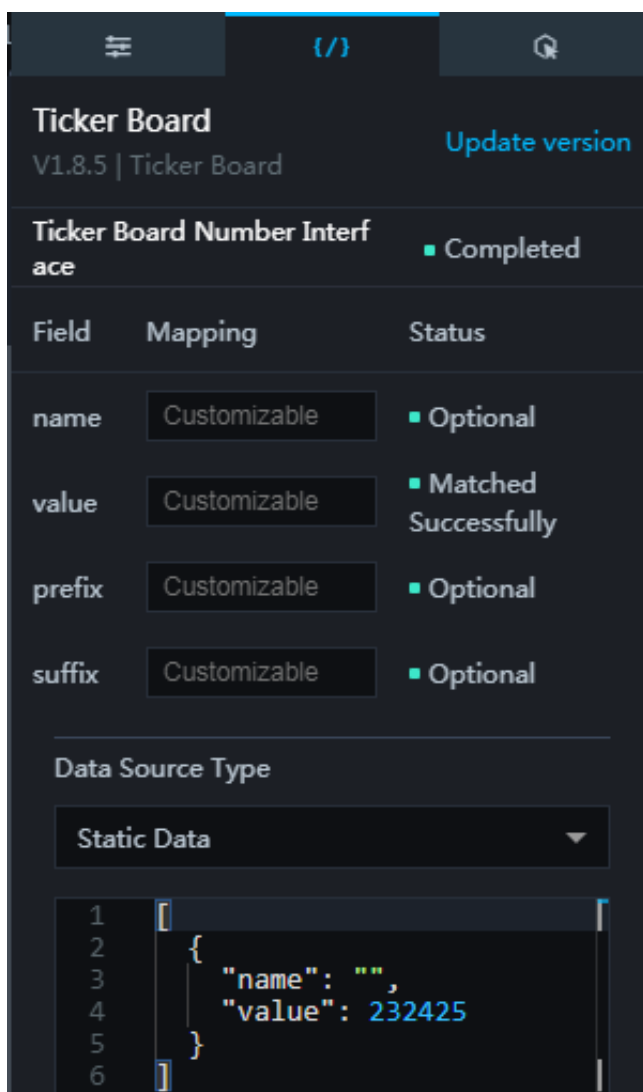 {/}
Ticker Board
V1.8.5 | Ticker Board
Update version
Ticker Board Number Interf
ace
Completed
Field Mapping Status
name Customizable Optional
value Customizable Matched
Successfully
prefix Customizable Optional
suffix Customizable Optional
Data Source Type
Static Data
1 [
2 {
3 "name": "",
4 "value": 232425
5 }
6 ]